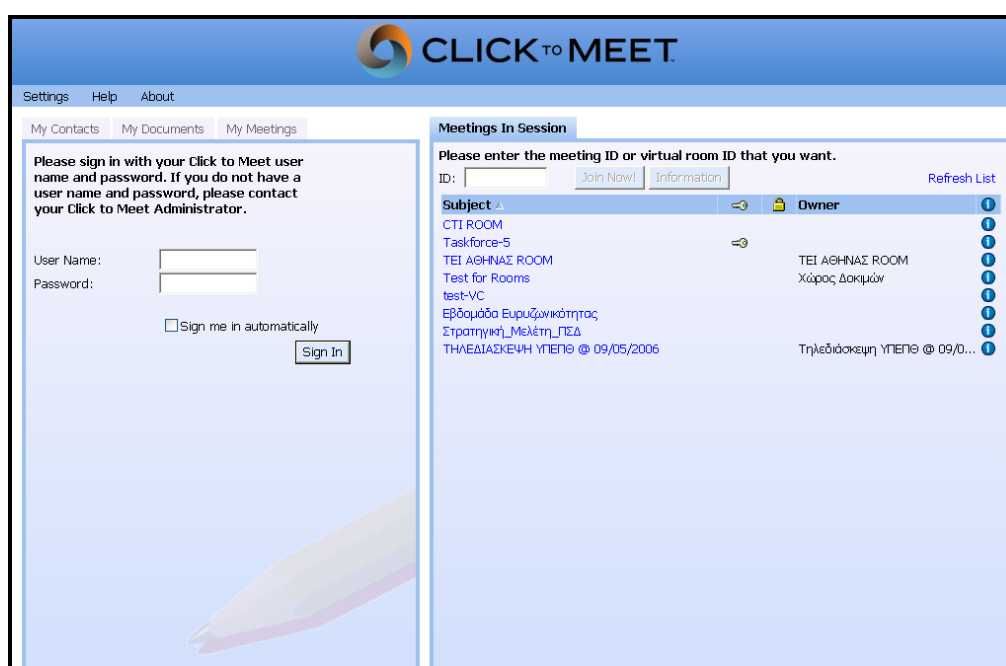 CLICK TO MEET
Settings Help About
My Contacts My Documents My Meetings
Please sign in with your Click to Meet user
name and password. If you do not have a
user name and password, please contact
your Click to Meet Administrator.
User Name:
Password:
Sign me in automatically
Sign In
Meetings In Session
Please enter the meeting ID or virtual room ID that you want.
ID: Join Now! Information Refresh List
Subject Owner
CTI ROOM
Taskforce-5
ΤΕΙ ΑΘΗΝΑΣ ROOM ΤΕΙ ΑΘΗΝΑΣ ROOM
Test for Rooms Χώρος Δοκιμών
test-VC
Εβδομάδα Ευρυζωνικότητας
Στρατηγική_Μελέτη_ΠΣΔ
ΤΗΛΕΔΙΑΣΚΕΨΗ ΥΠΕΠΘ @ 09/05/2006 Τηλεδιάσκεψη ΥΠΕΠΘ @ 09/0...